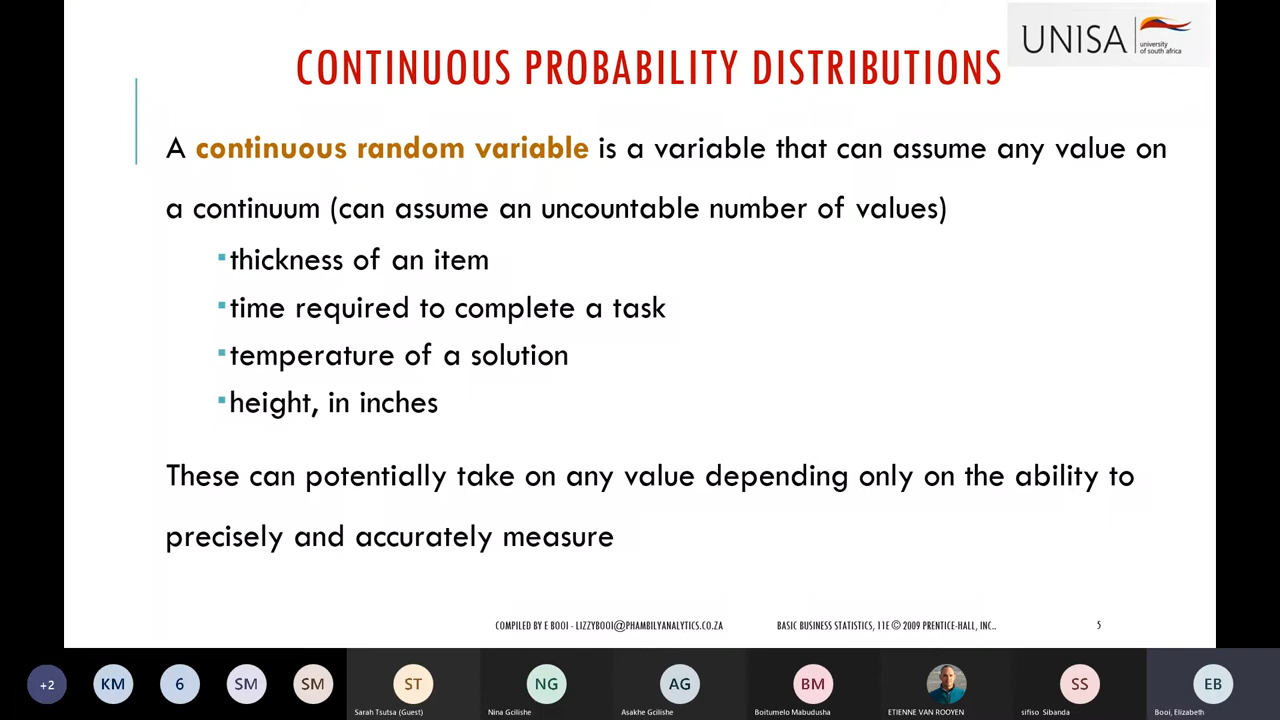 UNISA
university
of south africa
CONTINUOUS PROBABILITY DISTRIBUTIONS
A continuous random variable is a variable that can assume any value on
a continuum (can assume an uncountable number of values)
thickness of an item
time required to complete a task
temperature of a solution
height, in inches
These can potentially take on any value depending only on the ability to
precisely and accurately measure
COMPILED BY E BOOI - LIZZYBOOI@PHAMBILYANALYTICS.CO.ZA
BASIC BUSINESS STATISTICS, 11E © 2009 PRENTICE-HALL, INC..
5
+2
KM
6
SM
SM
ST
NG
AG
BM
SS
EB
Sarah Tsutsa (Guest)
Nina Gcilishe
Asakhe Gcilishe
Boitumelo Mabudusha
ETIENNE VAN ROOYEN
sifiso Sibanda
Booi, Elizabeth